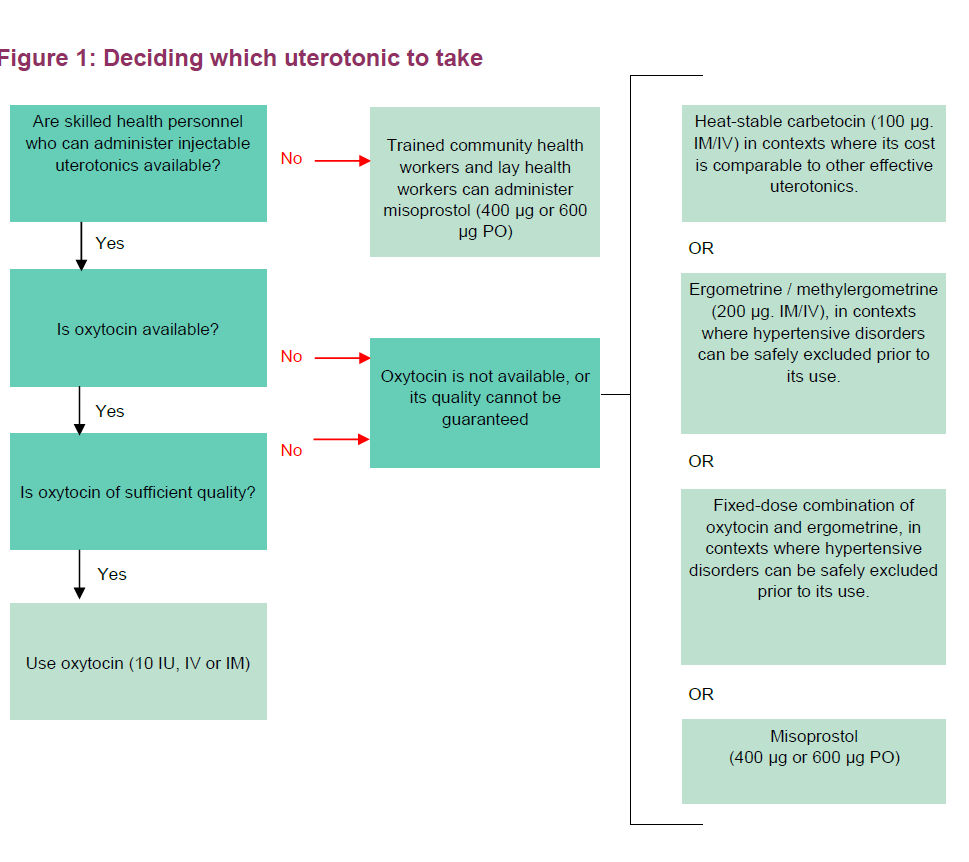 Figure 1: Deciding which uterotonic to take
Are skilled health personnel
who can administer injectable
uterotonics available?
No
Trained community health
workers and lay health
workers can administer
misoprostol (400 µg or 600
µg PO)
Yes
Is oxytocin available?
No
Oxytocin is not available, or
its quality cannot be
guaranteed
Yes
No
Is oxytocin of sufficient quality?
Yes
Use oxytocin (10 IU, IV or IM)
Heat-stable carbetocin (100 µg.
IM/IV) in contexts where its cost
is comparable to other effective
uterotonics.
OR
Ergometrine / methylergometrine
(200 µg. IM/IV), in contexts
where hypertensive disorders
can be safely excluded prior to
its use.
OR
Fixed-dose combination of
oxytocin and ergometrine, in
contexts where hypertensive
disorders can be safely excluded
prior to its use.
OR
Misoprostol
(400 µg or 600 µg PO)